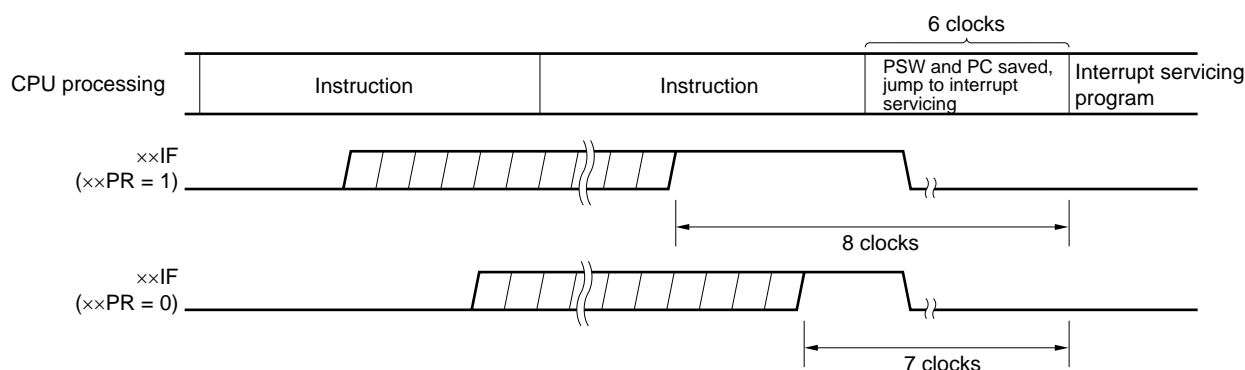 6 clocks
CPU processing
Instruction
Instruction
PSW and PC saved,
jump to interrupt
servicing
Interrupt servicing
program
××IF
(××PR = 1)
8 clocks
××IF
(××PR = 0)
7 clocks